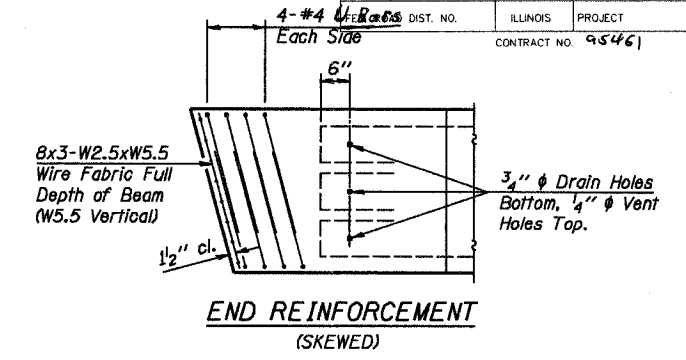 DIST. NO.
ILLINOIS
PROJECT
CONTRACT NO. 95461
4-#4 U Bars
Each Side
6"
8x3-W2.5xW5.5
Wire Fabric Full
Depth of Beam
(W5.5 Vertical)
1½" cl.
¾" ϕ Drain Holes
Bottom, ¼" ϕ Vent
Holes Top.
END REINFORCEMENT
(SKEWED)